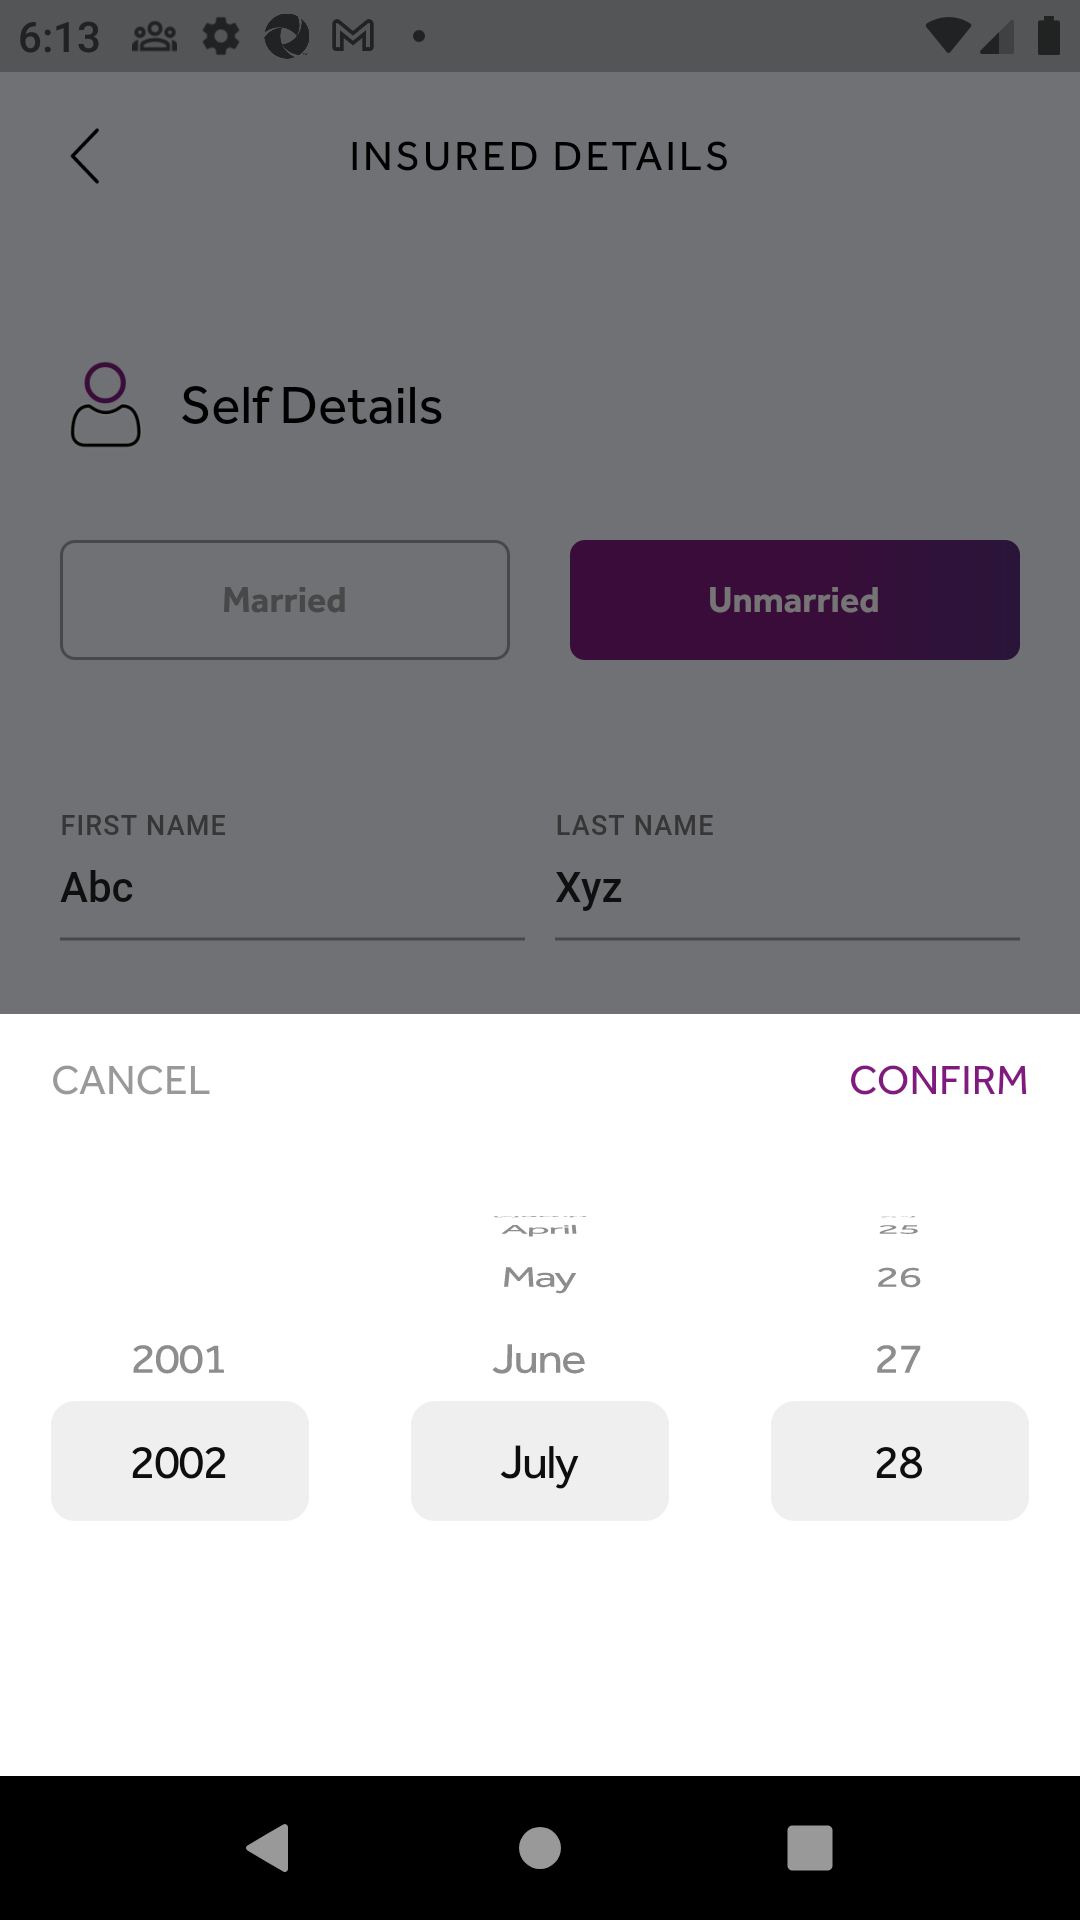 6:13
INSURED DETAILS
Self Details
Married
Unmarried
FIRST NAME
LAST NAME
Abc
Xyz
CANCEL
CONFIRM
April
25
May
26
2001
June
27
2002
July
28